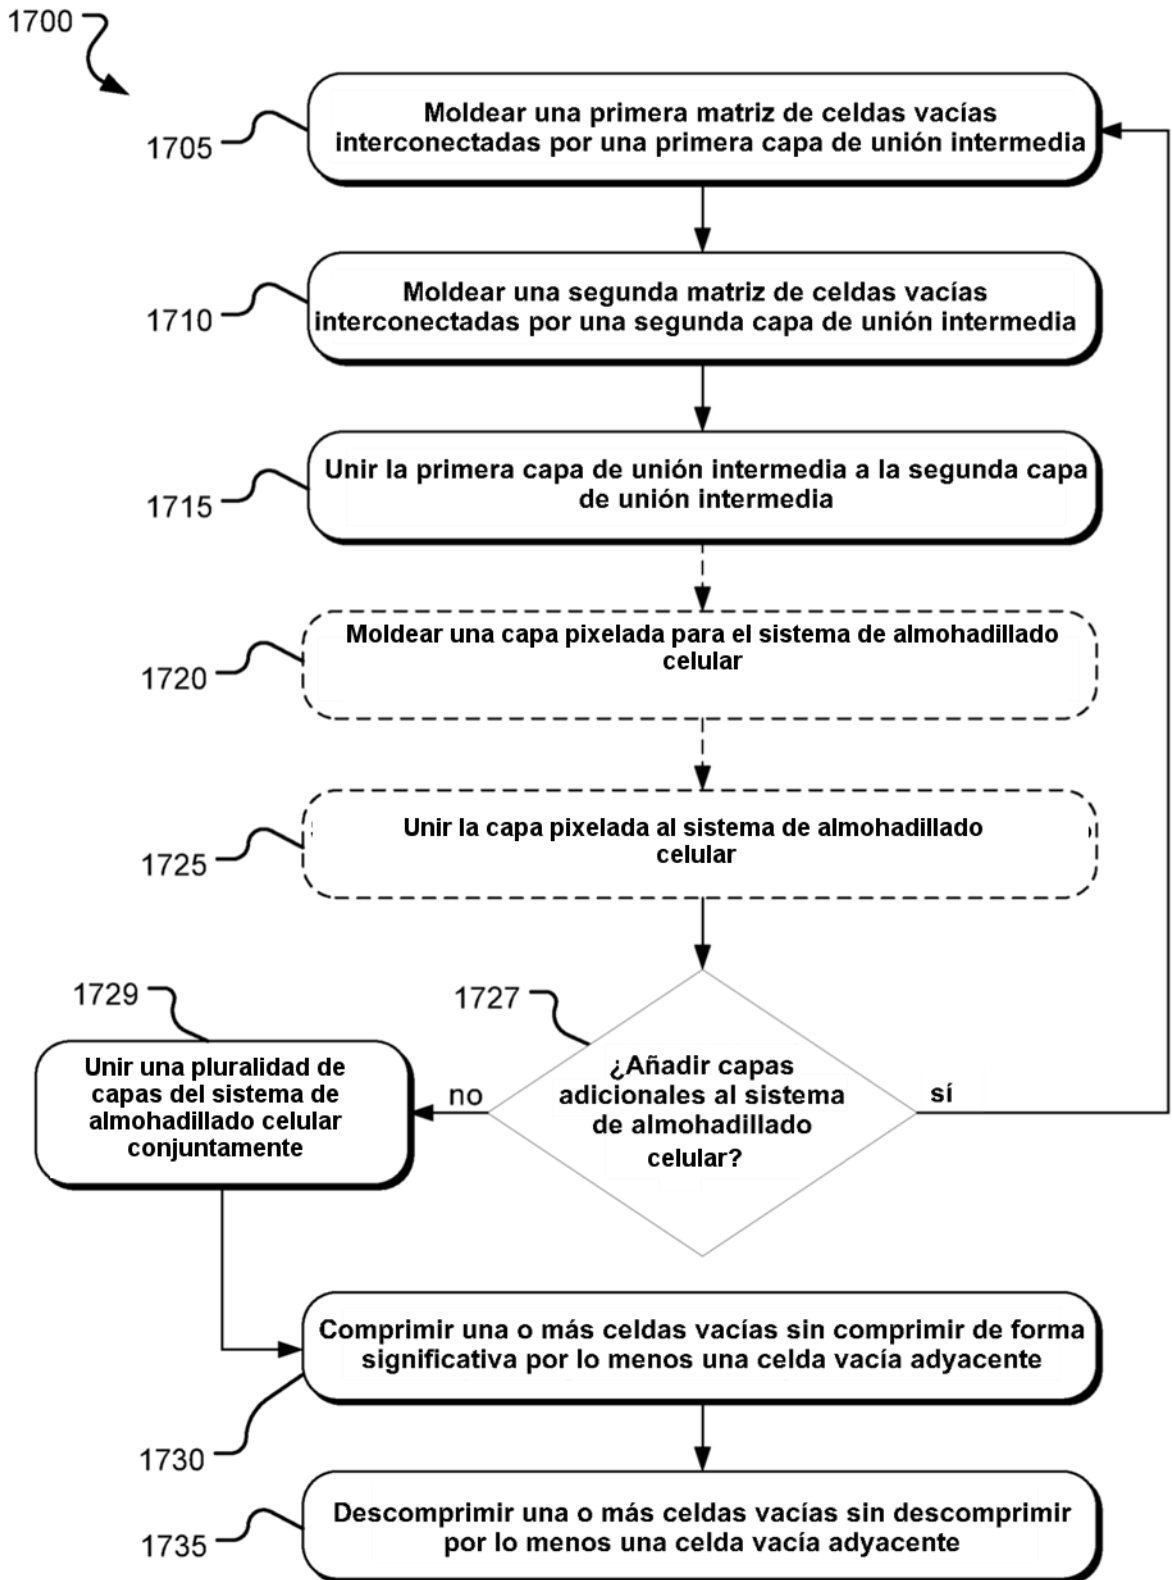 1700
Moldear una primera matriz de celdas vacías
interconectadas por una primera capa de unión intermedia
1705
Moldear una segunda matriz de celdas vacías
interconectadas por una segunda capa de unión intermedia
1710
Unir la primera capa de unión intermedia a la segunda capa
de unión intermedia
1715
Moldear una capa pixelada para el sistema de almohadillado
celular
1720
Unir la capa pixelada al sistema de almohadillado
celular
1725
1729
1727
Unir una pluralidad de
capas del sistema de
almohadillado celular
conjuntamente
no
¿Añadir capas
adicionales al sistema
de almohadillado
celular?
sí
Comprimir una o más celdas vacías sin comprimir de forma
significativa por lo menos una celda vacía adyacente
1730
Descomprimir una o más celdas vacías sin descomprimir
por lo menos una celda vacía adyacente
1735